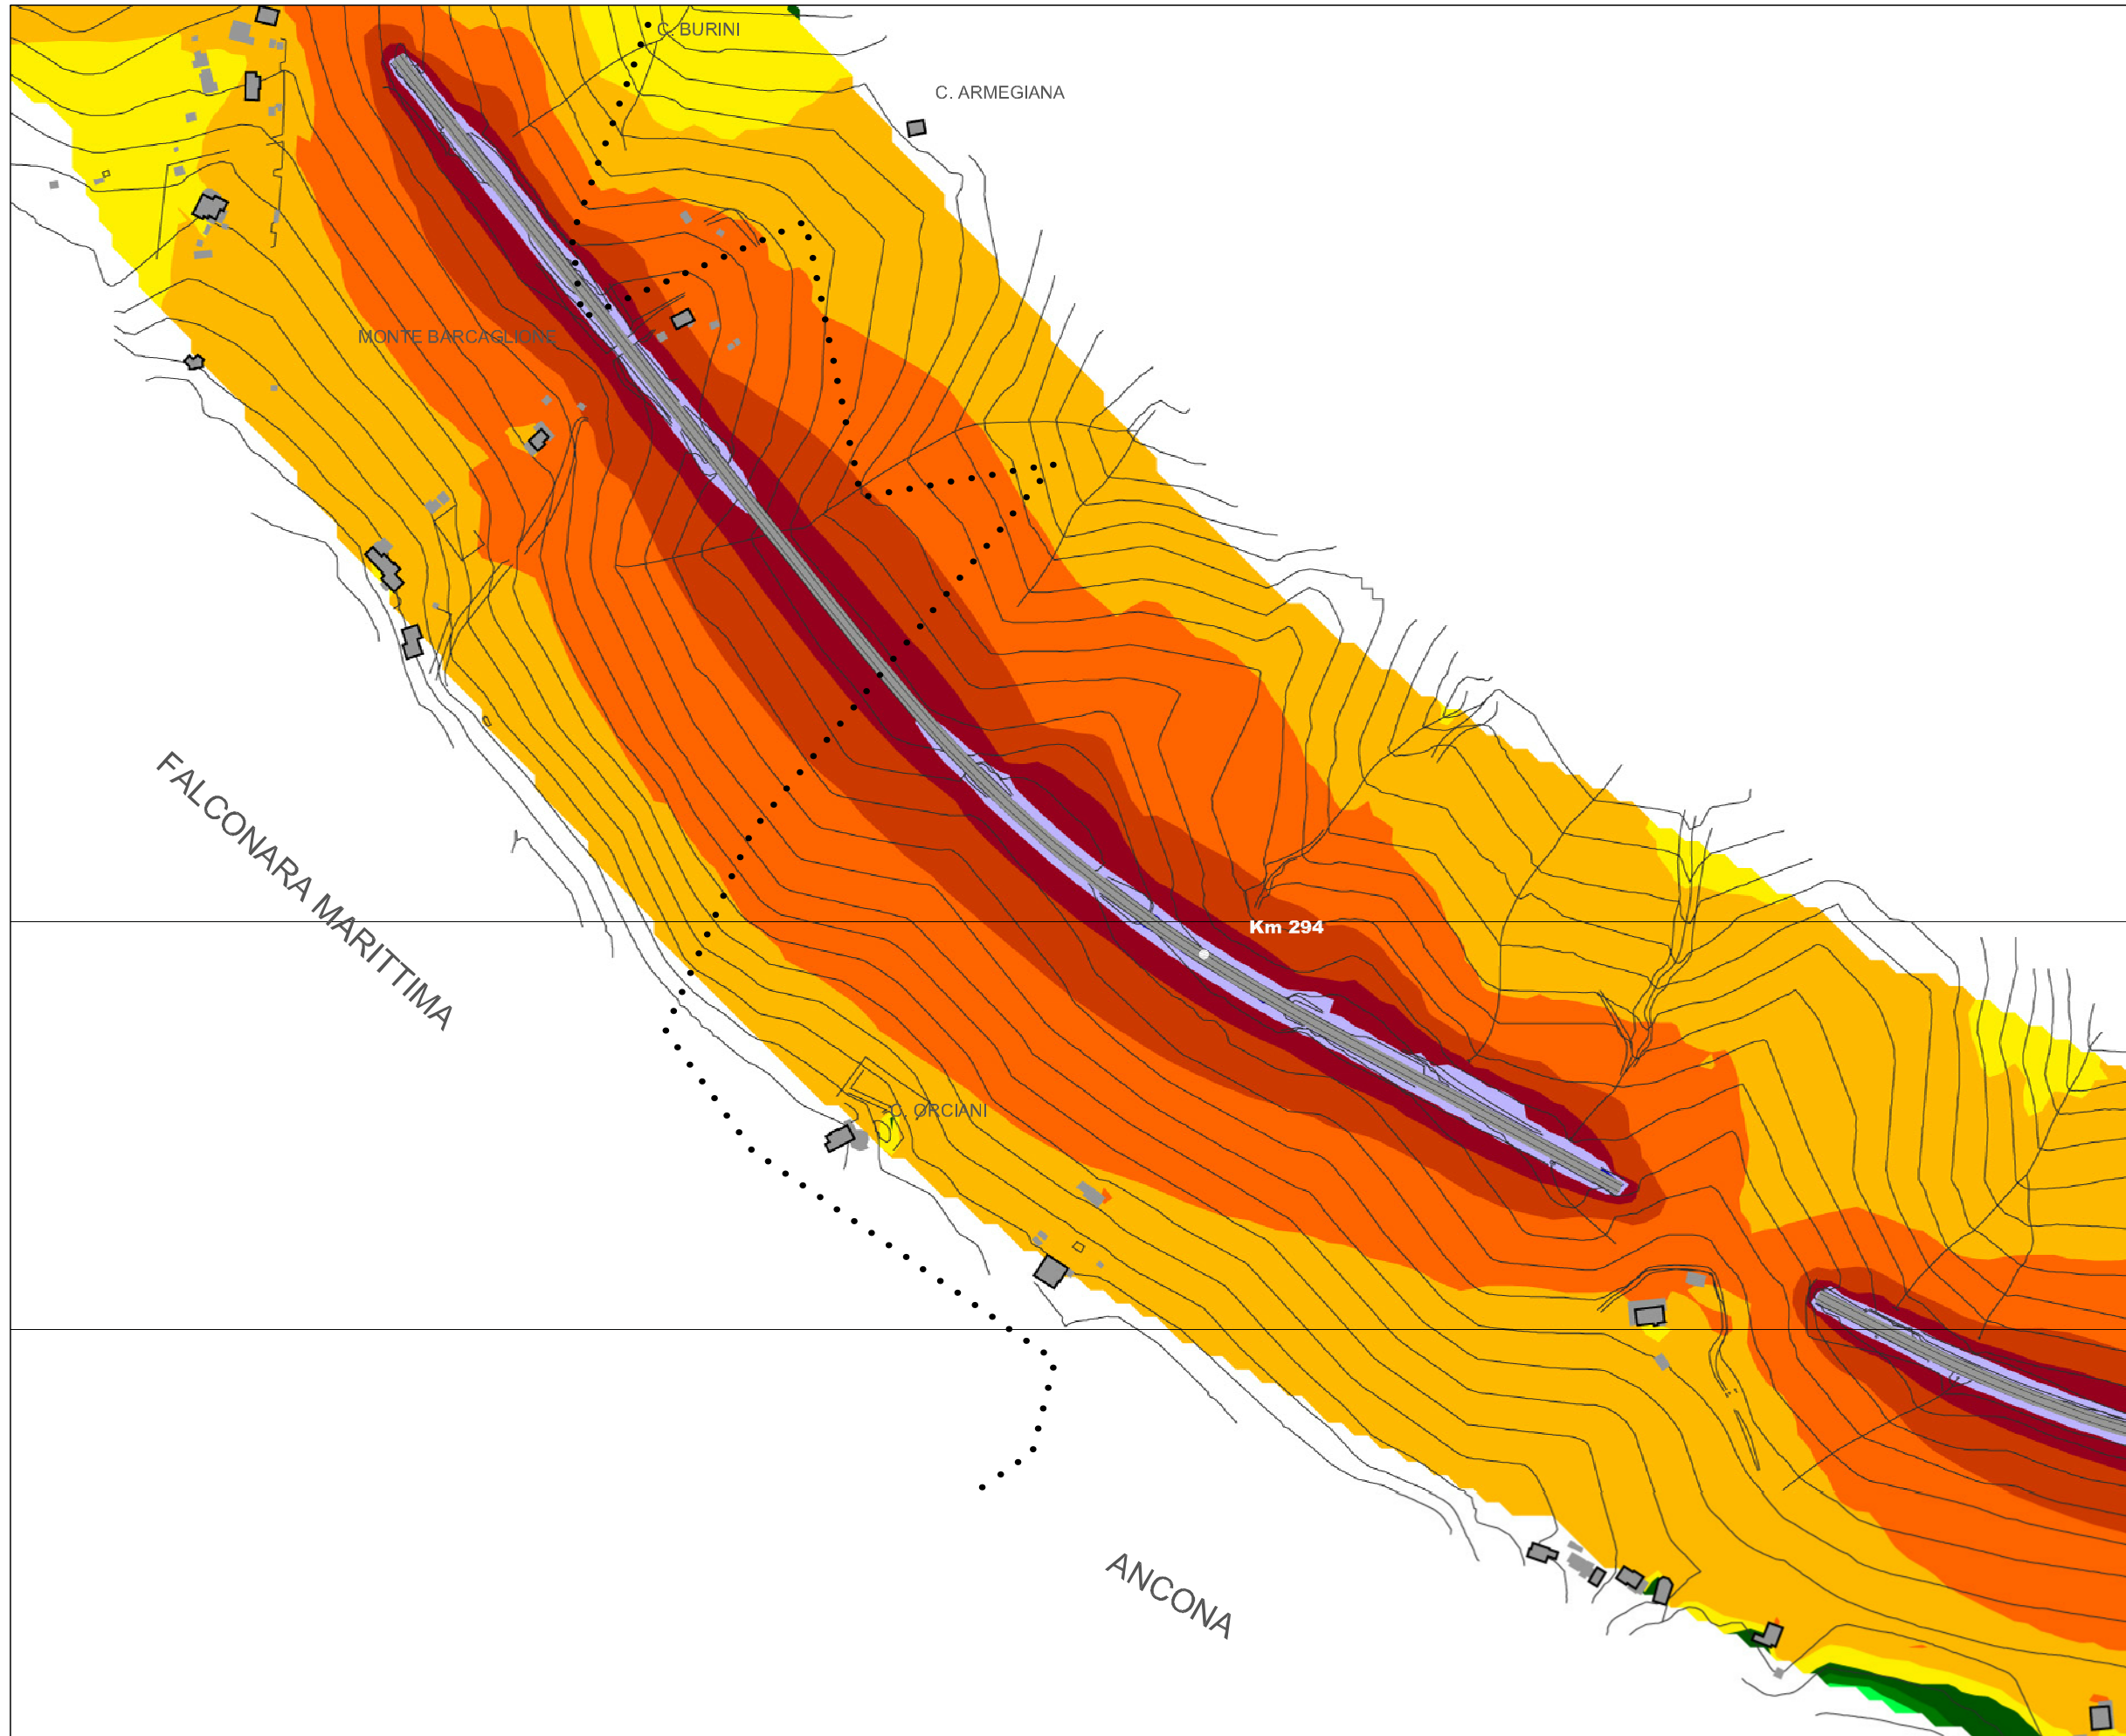 C. BURINI
C. ARMEGIANA
MONTE BARCAGLIONE
FALCONARA MARITTIMA
Km 294
C. ORCIANI
ANCONA